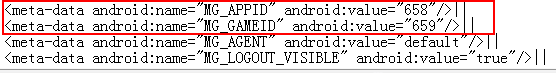 <meta-data android:name="MG_APPID" android:value="658"/>||
<meta-data android:name="MG_GAMEID" android:value="659"/>||
<meta-data android:name="MG_AGENT" android:value="default"/>||
<meta-data android:name="MG_LOGOUT_VISIBLE" android:value="true"/>||